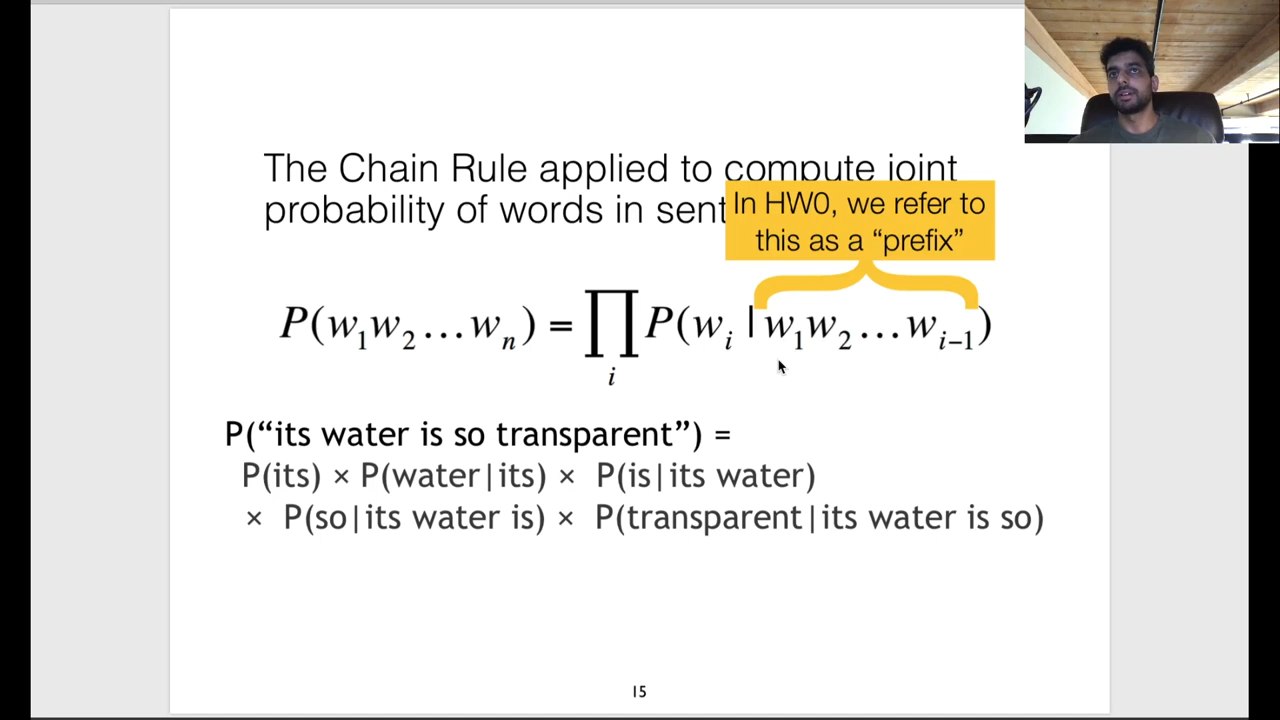 The Chain Rule applied to compute joint
probability of words in sent
In HW0, we refer to
this as a “prefix”
P(w₁w₂…wₙ) = ∏ᵢ P(wᵢ | w₁w₂…wᵢ₋₁)
P(“its water is so transparent”) =
P(its) × P(water|its) × P(is|its water)
× P(so|its water is) × P(transparent|its water is so)
15